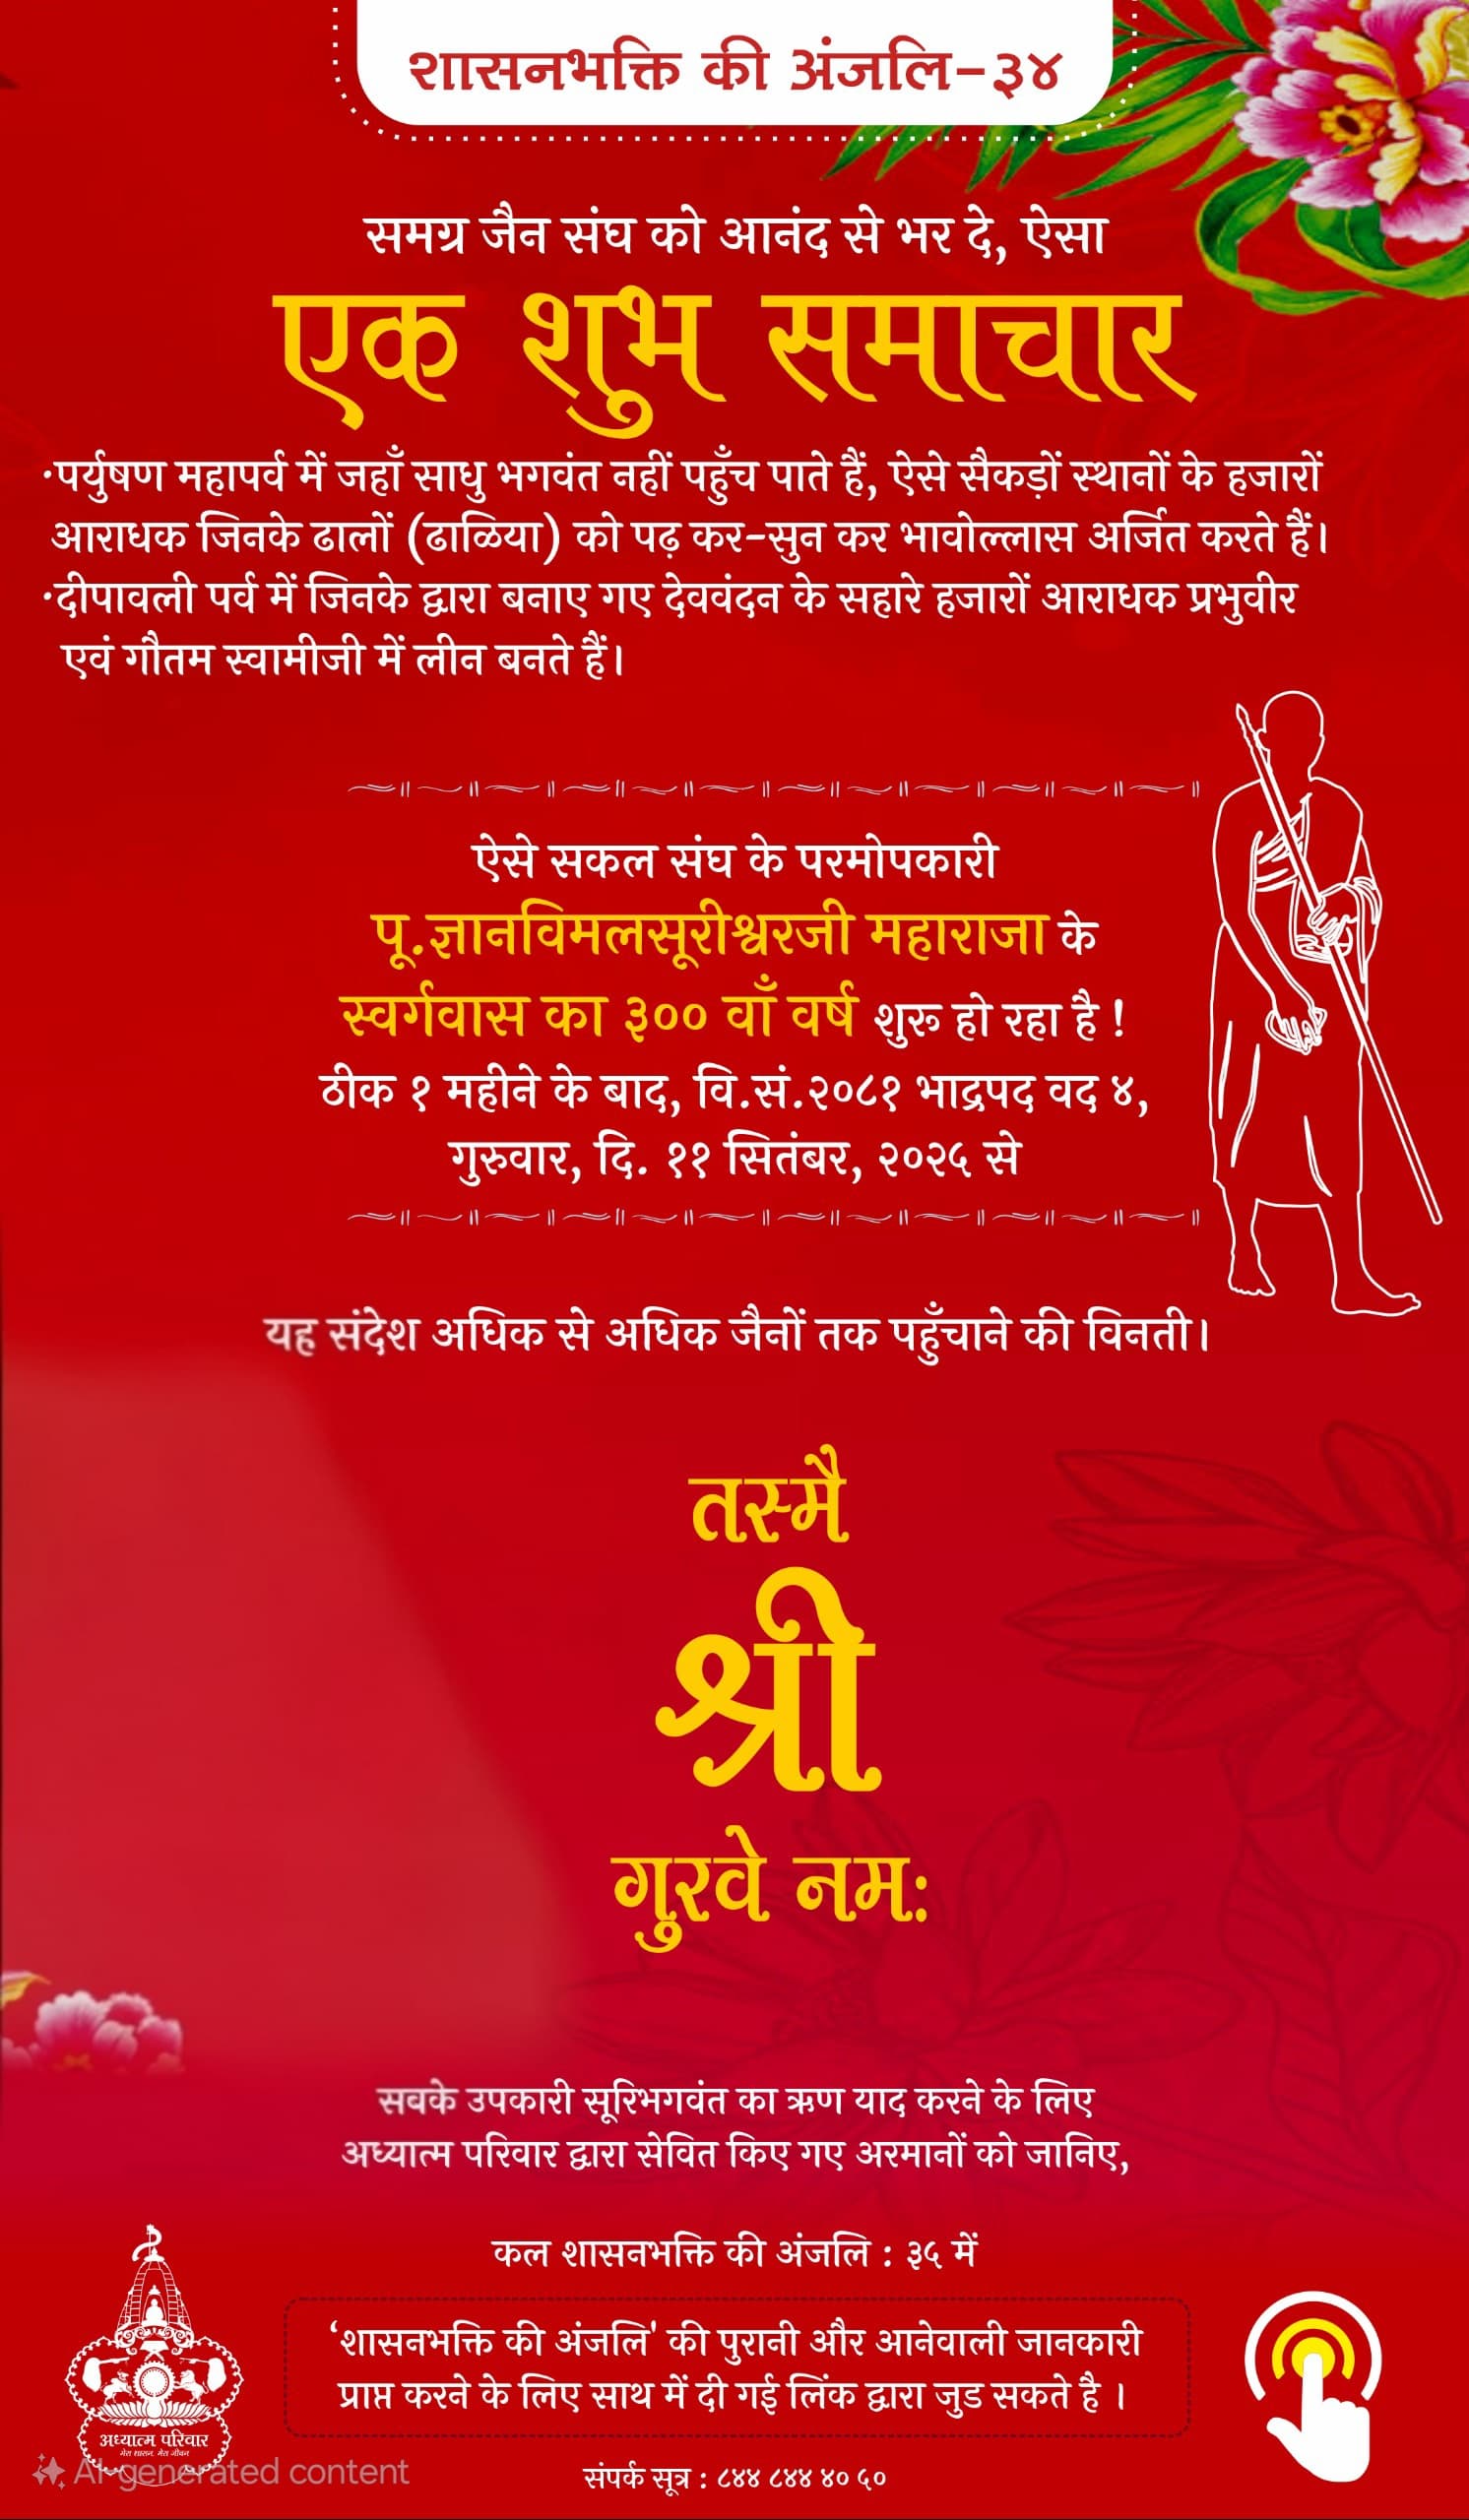 शासनभक्ति की अंजलि-३४
समग्र जैन संघ को आनंद से भर दे, ऐसा
एक शुभ समाचार
·पर्युषण महापर्व में जहाँ साधु भगवंत नहीं पहुँच पाते हैं, ऐसे सैकड़ों स्थानों के हजारों
आराधक जिनके ढालों (ढाळिया) को पढ़ कर-सुन कर भावोल्लास अर्जित करते हैं।
·दीपावली पर्व में जिनके द्वारा बनाए गए देववंदन के सहारे हजारों आराधक प्रभुवीर
एवं गौतम स्वामीजी में लीन बनते हैं।
ऐसे सकल संघ के परमोपकारी
पू.ज्ञानविमलसूरीश्वरजी महाराजा के
स्वर्गवास का ३०० वाँ वर्ष शुरू हो रहा है !
ठीक १ महीने के बाद, वि.सं.२०८१ भाद्रपद वद ४,
गुरुवार, दि. ११ सितंबर, २०२५ से
यह संदेश अधिक से अधिक जैनों तक पहुँचाने की विनती।
तस्मै
श्री
गुरवे नमः
सबके उपकारी सूरिभगवंत का ऋण याद करने के लिए
अध्यात्म परिवार द्वारा सेवित किए गए अरमानों को जानिए,
कल शासनभक्ति की अंजलि : ३५ में
'शासनभक्ति की अंजलि' की पुरानी और आनेवाली जानकारी
प्राप्त करने के लिए साथ में दी गई लिंक द्वारा जुड सकते है ।
अध्यात्म परिवार
मेरा शासन, मेरा जीवन
AI-generated content
संपर्क सूत्र : ८४४ ८४४ ४० ५०